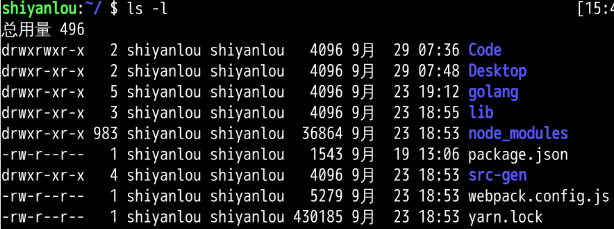 shiyanlou:~/ $ ls -l [15:4
总用量 496
drwxrwxr-x 2 shiyanlou shiyanlou 4096 9月 29 07:36 Code
drwxr-xr-x 2 shiyanlou shiyanlou 4096 9月 29 07:48 Desktop
drwxr-xr-x 5 shiyanlou shiyanlou 4096 9月 23 19:12 golang
drwxr-xr-x 3 shiyanlou shiyanlou 4096 9月 23 18:55 lib
drwxr-xr-x 983 shiyanlou shiyanlou 36864 9月 23 18:53 node_modules
-rw-r--r-- 1 shiyanlou shiyanlou 1543 9月 19 13:06 package.json
drwxr-xr-x 4 shiyanlou shiyanlou 4096 9月 23 18:53 src-gen
-rw-r--r-- 1 shiyanlou shiyanlou 5279 9月 23 18:53 webpack.config.js
-rw-r--r-- 1 shiyanlou shiyanlou 430185 9月 23 18:53 yarn.lock